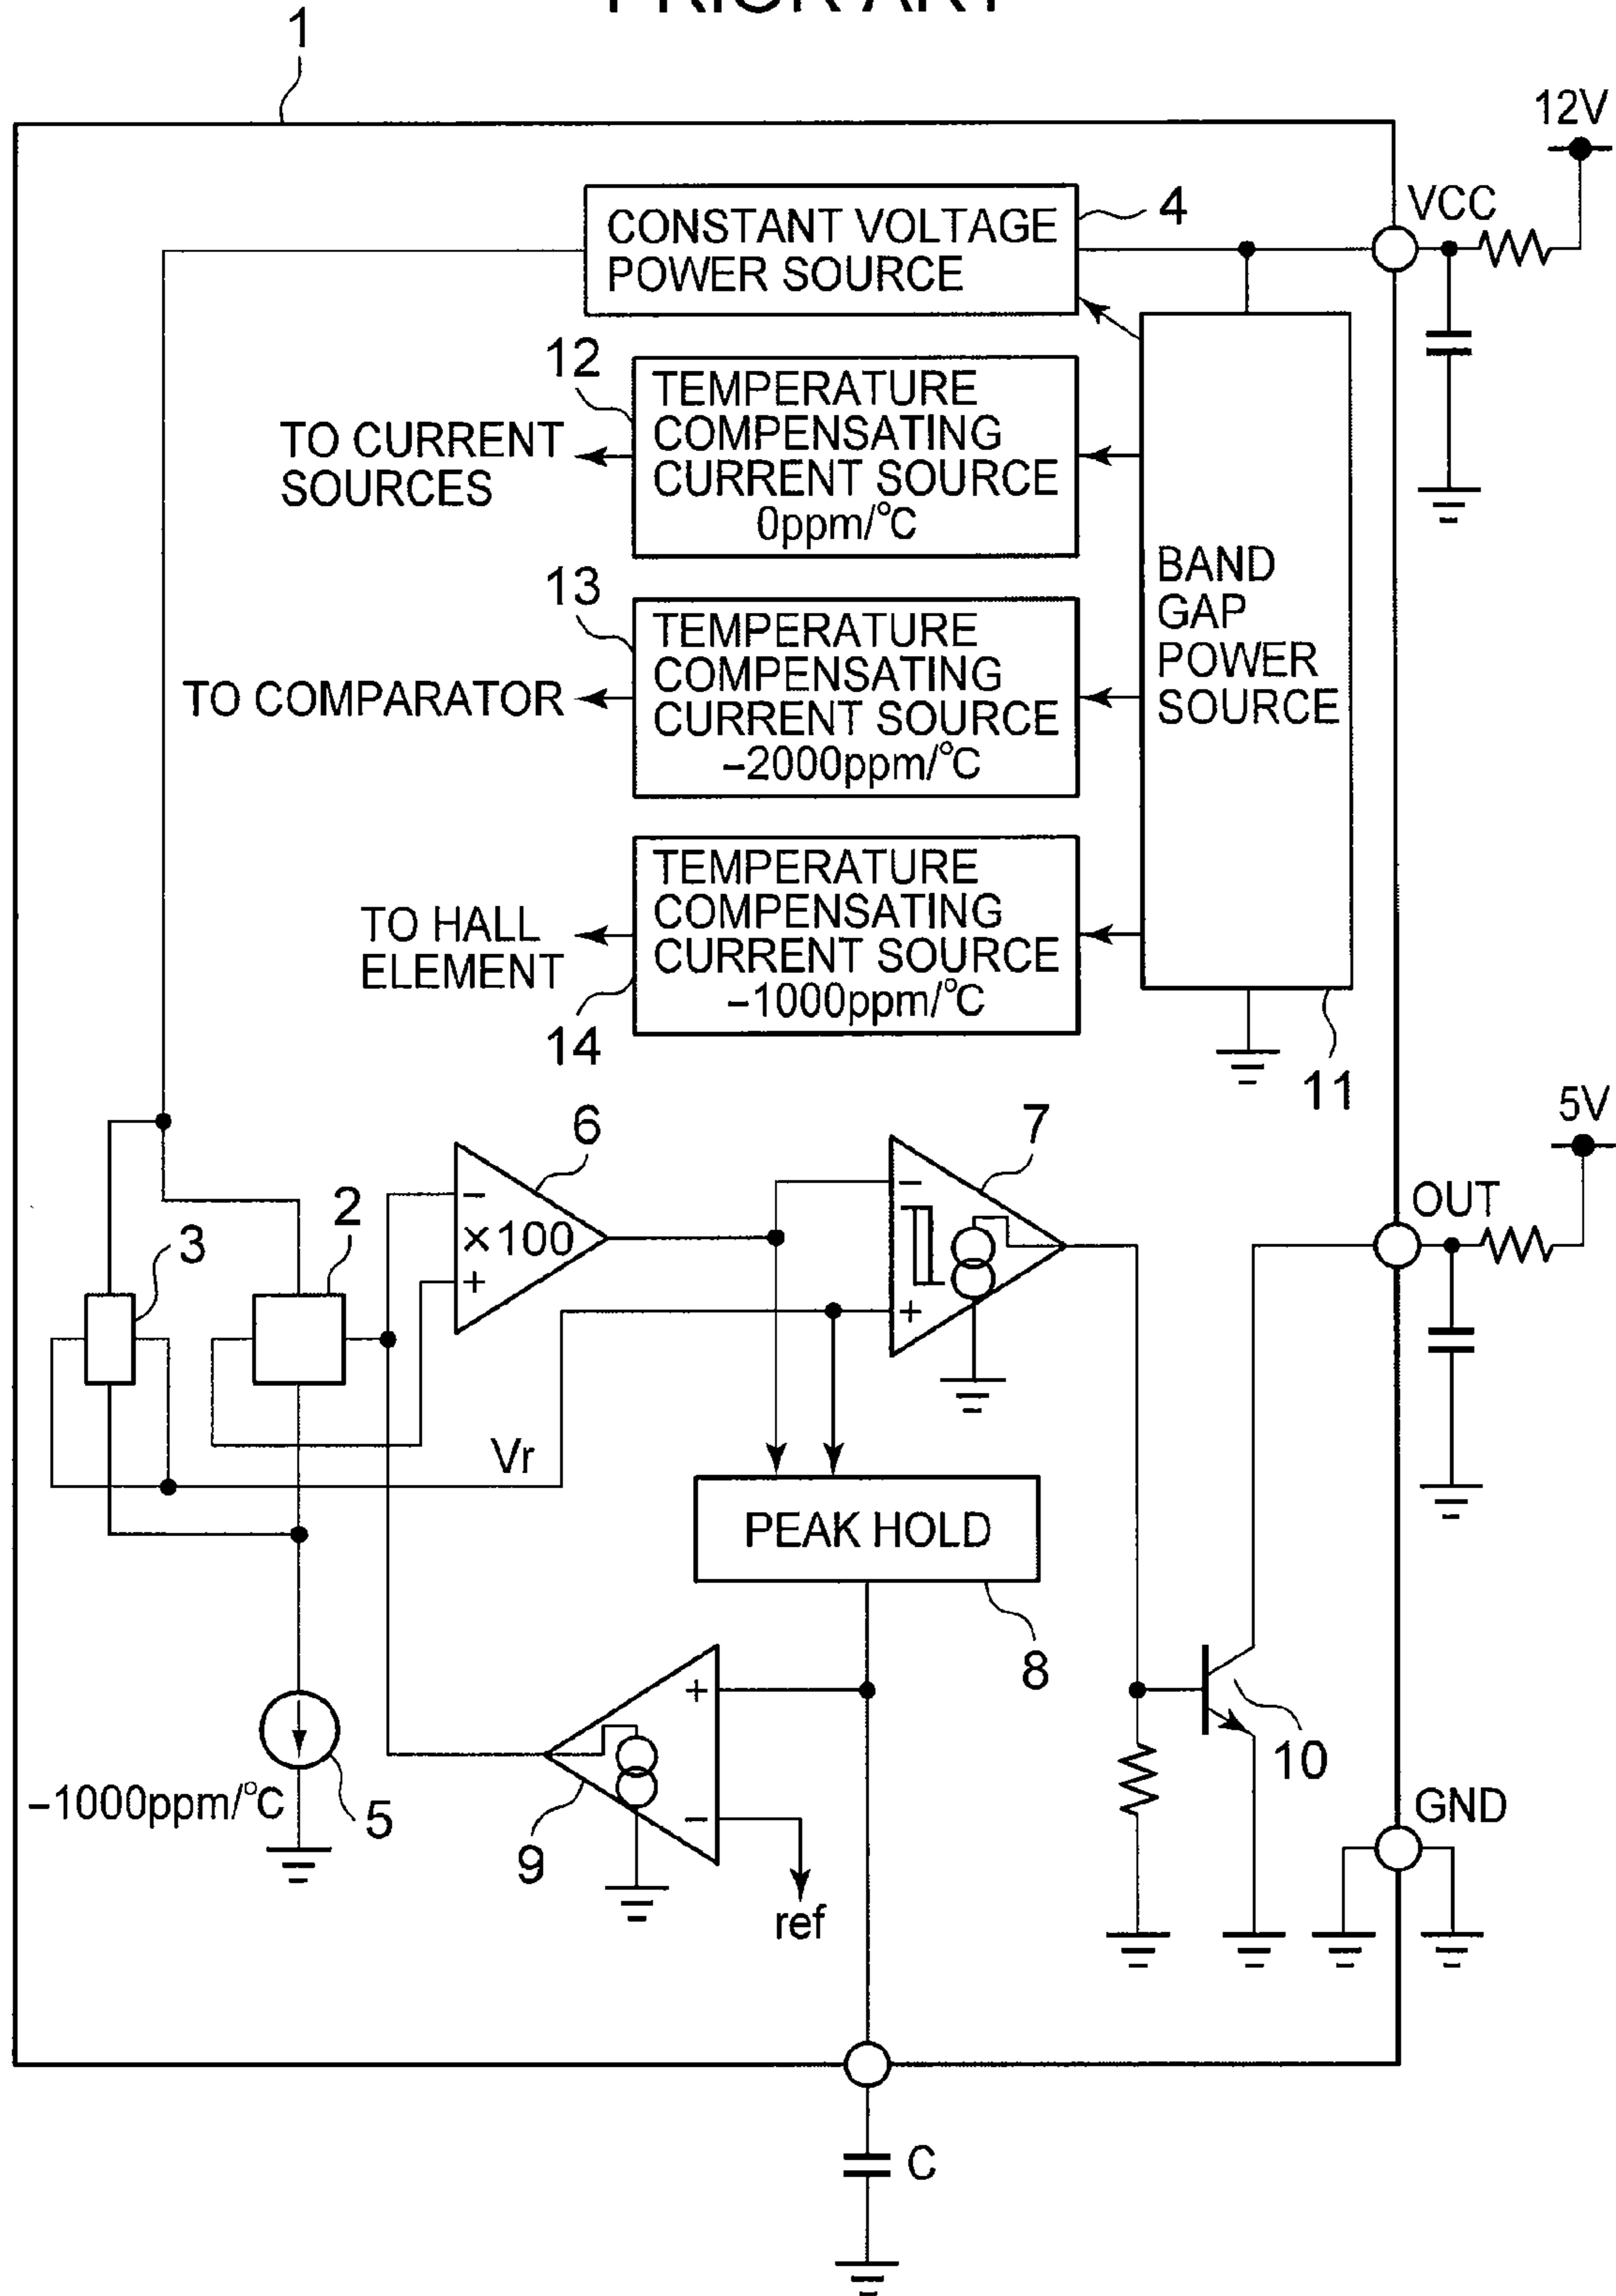 PRIOR ART
1
12V
VCC
4
CONSTANT VOLTAGE
POWER SOURCE
12
TEMPERATURE
COMPENSATING
CURRENT SOURCE
0ppm/°C
TO CURRENT
SOURCES
13
TEMPERATURE
COMPENSATING
CURRENT SOURCE
−2000ppm/°C
TO COMPARATOR
BAND
GAP
POWER
SOURCE
TEMPERATURE
COMPENSATING
CURRENT SOURCE
−1000ppm/°C
TO HALL
ELEMENT
14
11
5V
6
7
OUT
2
3
−
×100
+
−
+
Vr
PEAK HOLD
8
+
−
9
ref
10
−1000ppm/°C
5
GND
C